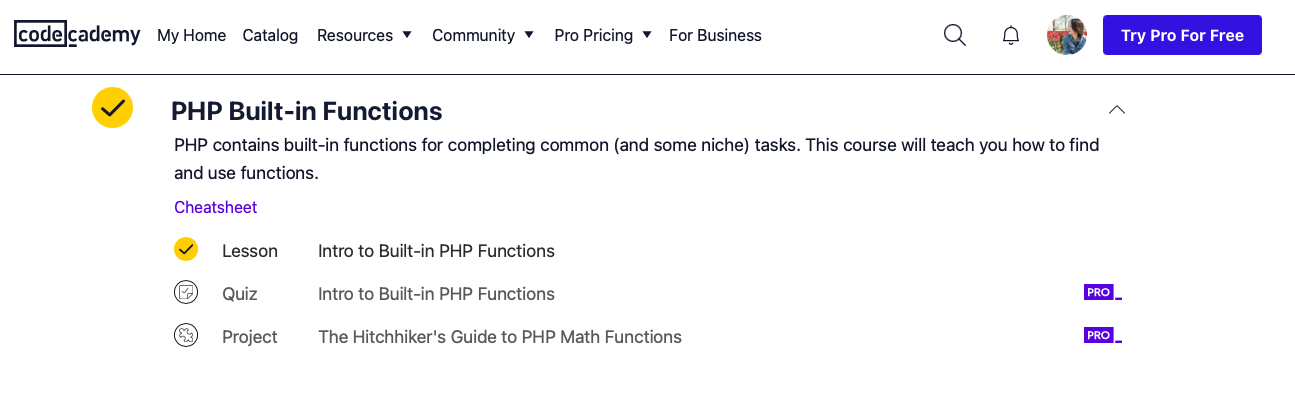 codecademy My Home Catalog Resources Community Pro Pricing For Business Try Pro For Free
PHP Built-in Functions
PHP contains built-in functions for completing common (and some niche) tasks. This course will teach you how to find
and use functions.
Cheatsheet
Lesson Intro to Built-in PHP Functions
Quiz Intro to Built-in PHP Functions PRO
Project The Hitchhiker's Guide to PHP Math Functions PRO